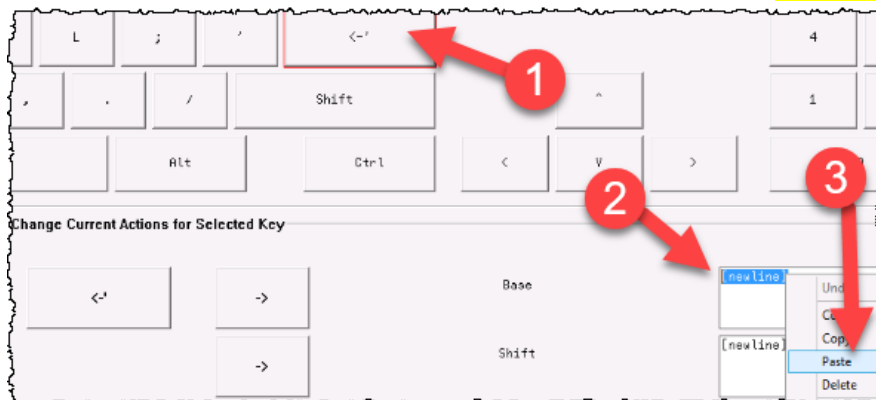 L ; ' <-' 4
, . / Shift ^ 1
Alt Ctrl < V >
1
2
3
Change Current Actions for Selected Key
<-' -> Base [newline]
-> Shift [newline]
Copy
Paste
Delete